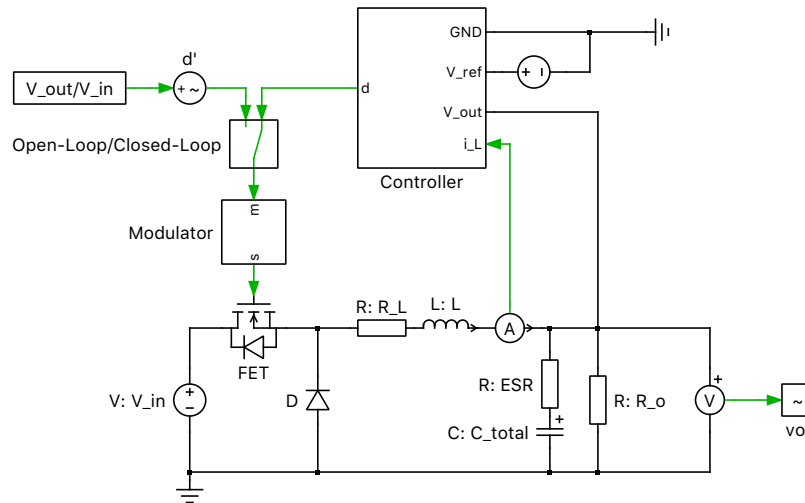 GND
d'
V_out/V_in
+ ~
d
V_ref
+ -
V_out
Open-Loop/Closed-Loop
i_L
Controller
m
Modulator
s
R: R_L
L: L
A
FET
+
R: ESR
V: V_in
+
-
D
R: R_o
V
~
+
C: C_total
vo